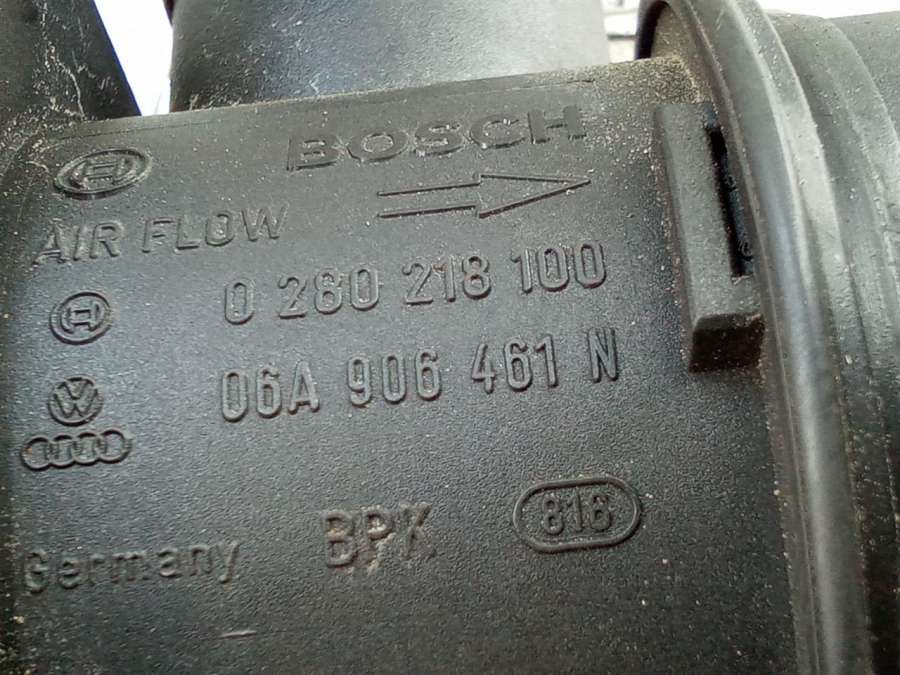 BOSCH
AIR FLOW
0 280 218 100
06A 906 461 N
Germany BPK 816